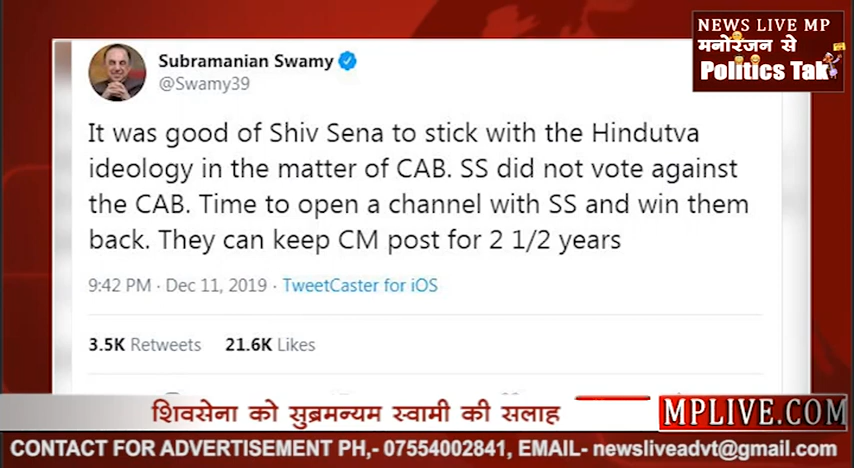 NEWS LIVE MP
मनोरंजन से
Politics Tak
Subramanian Swamy
@Swamy39
It was good of Shiv Sena to stick with the Hindutva
ideology in the matter of CAB. SS did not vote against
the CAB. Time to open a channel with SS and win them
back. They can keep CM post for 2 1/2 years
9:42 PM · Dec 11, 2019 · TweetCaster for iOS
3.5K Retweets 21.6K Likes
शिवसेना को सुब्रमन्यम स्वामी की सलाह
MPLIVE.COM
CONTACT FOR ADVERTISEMENT PH,- 07554002841, EMAIL- newsliveadvt@gmail.com